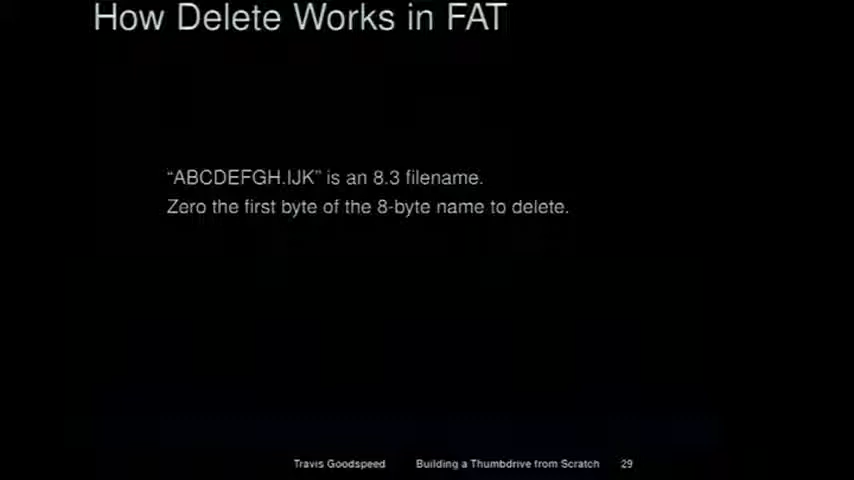 How Delete Works in FAT
“ABCDEFGH.IJK” is an 8.3 filename.
Zero the first byte of the 8-byte name to delete.
Travis Goodspeed Building a Thumbdrive from Scratch 29